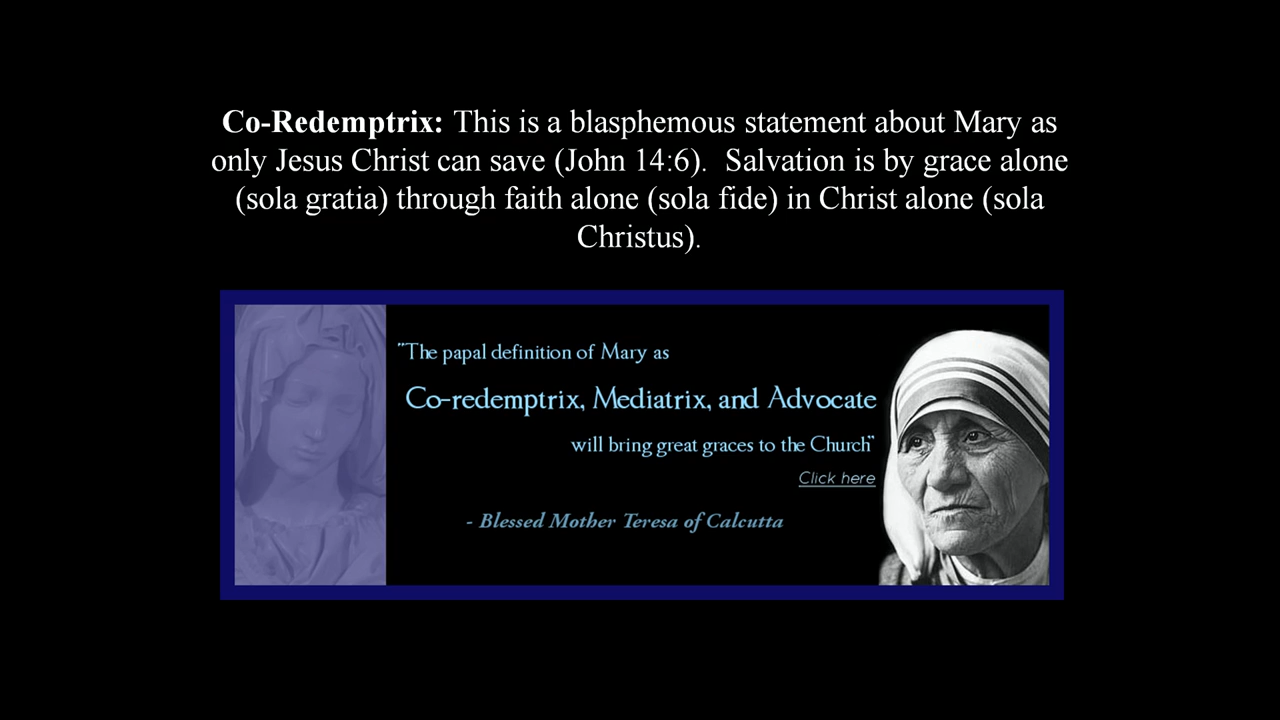 Co-Redemptrix: This is a blasphemous statement about Mary as
only Jesus Christ can save (John 14:6).  Salvation is by grace alone
(sola gratia) through faith alone (sola fide) in Christ alone (sola
Christus).
"The papal definition of Mary as
Co-redemptrix, Mediatrix, and Advocate
will bring great graces to the Church"
Click here
- Blessed Mother Teresa of Calcutta